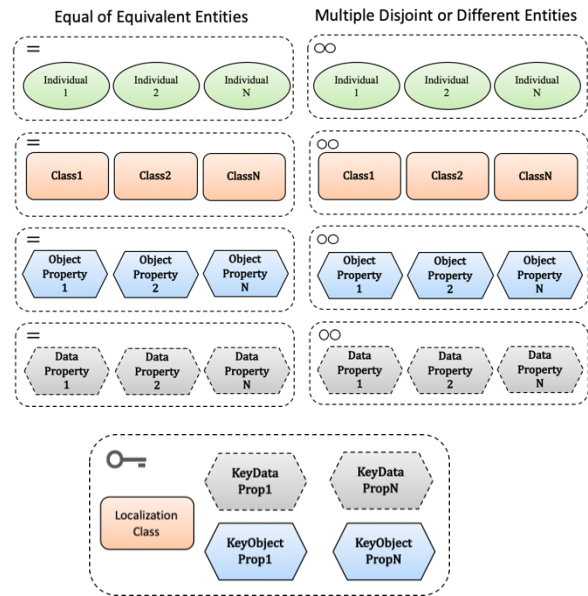 Equal of Equivalent Entities
Multiple Disjoint or Different Entities
=
Individual
1
Individual
2
Individual
N
Individual
1
Individual
2
Individual
N
=
Class1
Class2
ClassN
Class1
Class2
ClassN
=
Object
Property
1
Object
Property
2
Object
Property
N
Object
Property
1
Object
Property
2
Object
Property
N
=
Data
Property
1
Data
Property
2
Data
Property
N
Data
Property
1
Data
Property
2
Data
Property
N
Localization
Class
KeyData
Prop1
KeyData
PropN
KeyObject
Prop1
KeyObject
PropN